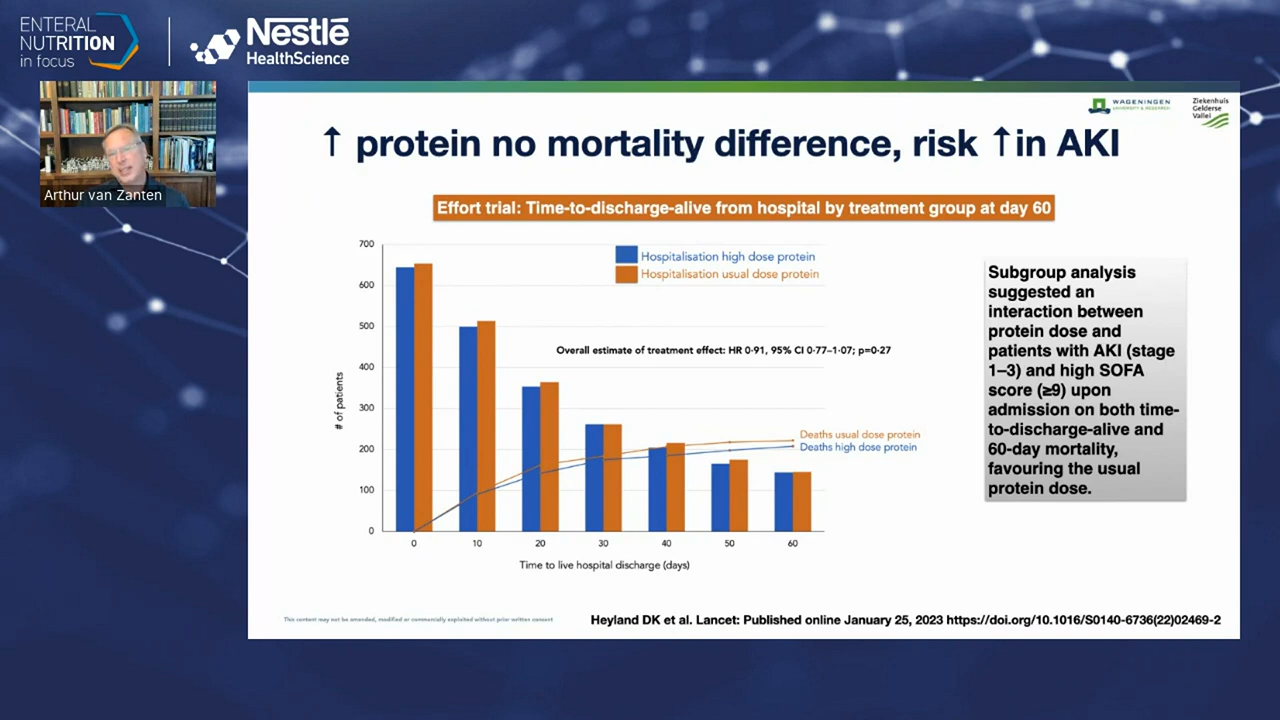 ENTERAL
NUTRITION
in focus
Nestlé
HealthScience
Arthur van Zanten
WAGENINGEN
UNIVERSITY & RESEARCH
Ziekenhuis
Gelderse
Vallei
↑ protein no mortality difference, risk ↑ in AKI
Effort trial: Time-to-discharge-alive from hospital by treatment group at day 60
Hospitalisation high dose protein
Hospitalisation usual dose protein
Overall estimate of treatment effect: HR 0·91, 95% CI 0·77–1·07; p=0·27
Deaths usual dose protein
Deaths high dose protein
# of patients
700
600
500
400
300
200
100
0
0 10 20 30 40 50 60
Time to live hospital discharge (days)
Subgroup analysis
suggested an
interaction between
protein dose and
patients with AKI (stage
1–3) and high SOFA
score (≥9) upon
admission on both time-
to-discharge-alive and
60-day mortality,
favouring the usual
protein dose.
This content may not be amended, modified or commercially exploited without prior written consent
Heyland DK et al. Lancet: Published online January 25, 2023 https://doi.org/10.1016/S0140-6736(22)02469-2